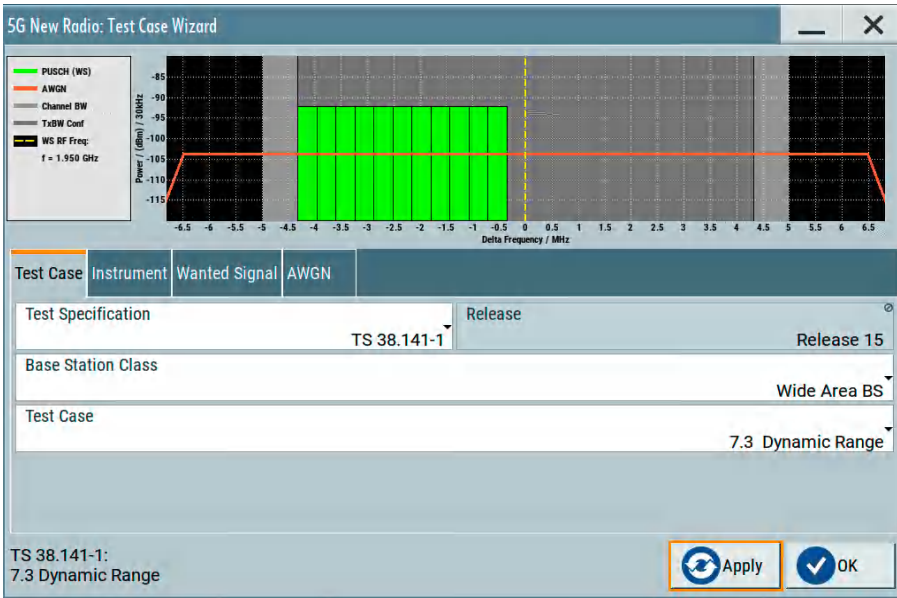 5G New Radio: Test Case Wizard
PUSCH (WS)
AWGN
Channel BW
TxBW Conf
WS RF Freq:
f = 1.950 GHz
Power / (dBm) / 30kHz
-85
-90
-95
-100
-105
-110
-115
-6.5 -6 -5.5 -5 -4.5 -4 -3.5 -3 -2.5 -2 -1.5 -1 -0.5 0 0.5 1 1.5 2 2.5 3 3.5 4 4.5 5 5.5 6 6.5
Delta Frequency / MHz
Test Case Instrument Wanted Signal AWGN
Test Specification
TS 38.141-1
Release
Release 15
Base Station Class
Wide Area BS
Test Case
7.3 Dynamic Range
TS 38.141-1:
7.3 Dynamic Range
Apply
OK